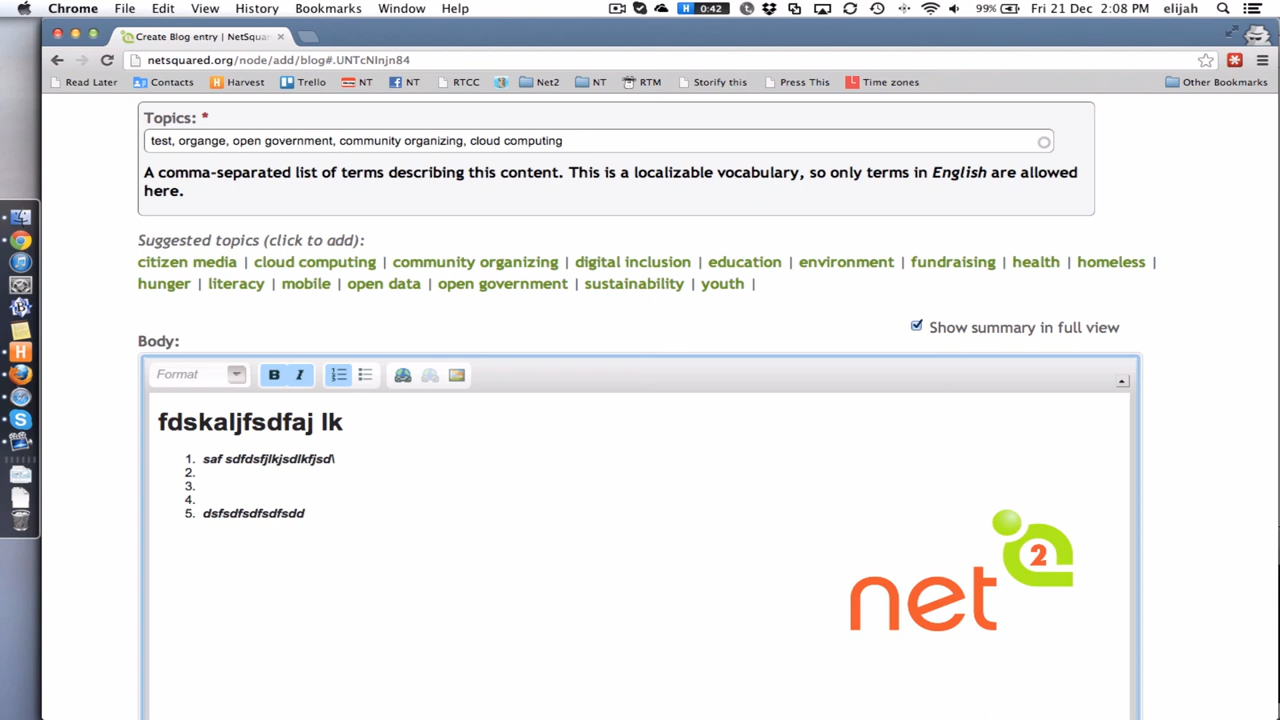 Chrome File Edit View History Bookmarks Window Help H 0:42 99% Fri 21 Dec 2:08 PM elijah
Create Blog entry | NetSqua
netsquared.org/node/add/blog#.UNTcNInjn84
Read Later Contacts Harvest Trello NT NT RTCC Net2 NT RTM Storify this Press This Time zones Other Bookmarks
Topics: *
test, organge, open government, community organizing, cloud computing
A comma-separated list of terms describing this content. This is a localizable vocabulary, so only terms in English are allowed
here.
Suggested topics (click to add):
citizen media | cloud computing | community organizing | digital inclusion | education | environment | fundraising | health | homeless |
hunger | literacy | mobile | open data | open government | sustainability | youth |
Show summary in full view
Body:
Format B I
fdskaljfsdfaj lk
1. saf sdfdsfjlkjsdlkfjsd\
2.
3.
4.
5. dsfsdfsdfsdfsdd
net 2